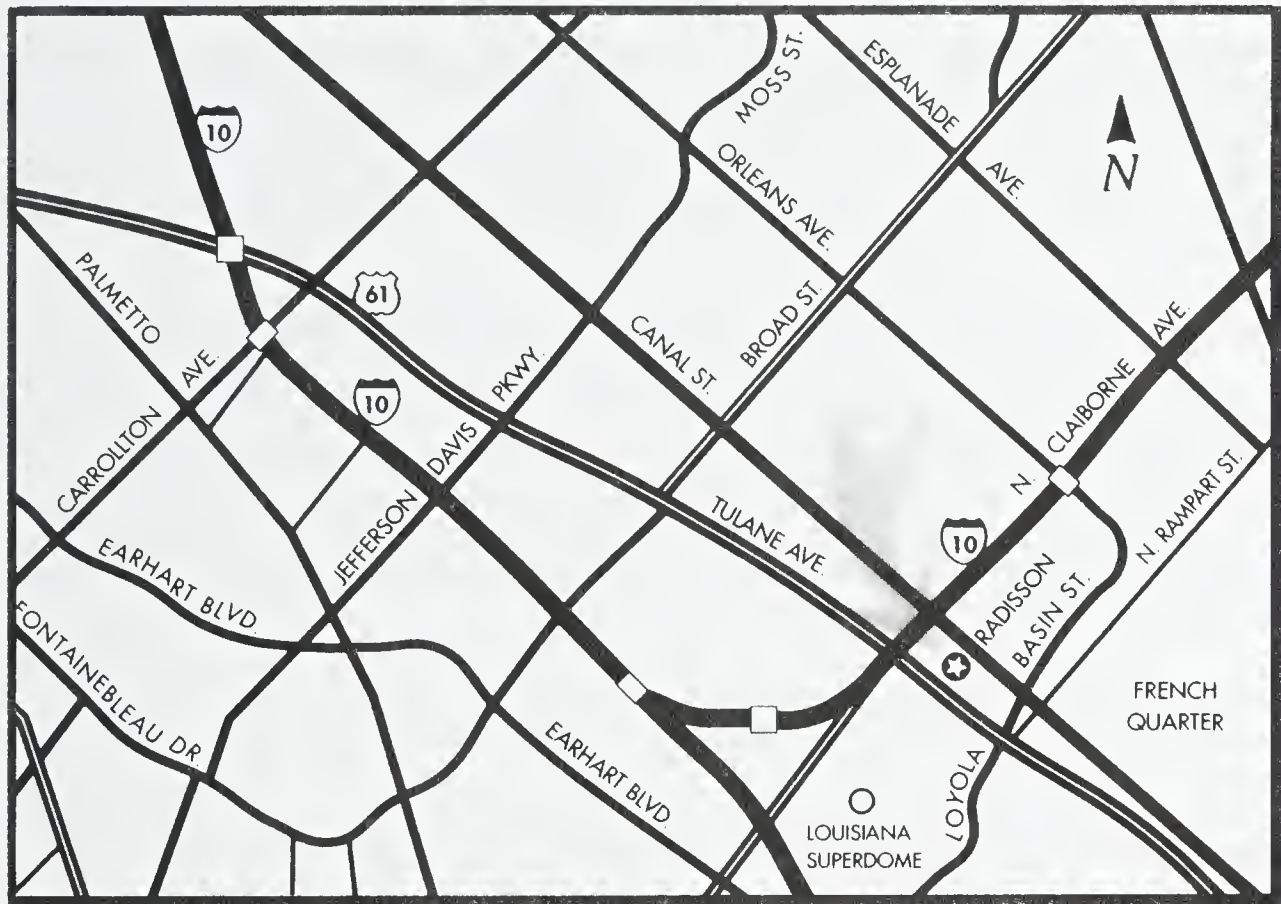 MOSS ST.
ESPLANADE
AVE.
10
N
ORLEANS AVE.
61
PALMETTO
CANAL ST.
BROAD ST.
N. CLAIBORNE AVE.
CARROLLTON AVE.
10
JEFFERSON DAVIS PKWY.
N. RAMPART ST.
TULANE AVE.
10
EARHART BLVD.
RADISSON
BASIN ST.
FONTAINEBLEAU DR.
FRENCH
QUARTER
EARHART BLVD.
LOYOLA
LOUISIANA
SUPERDOME